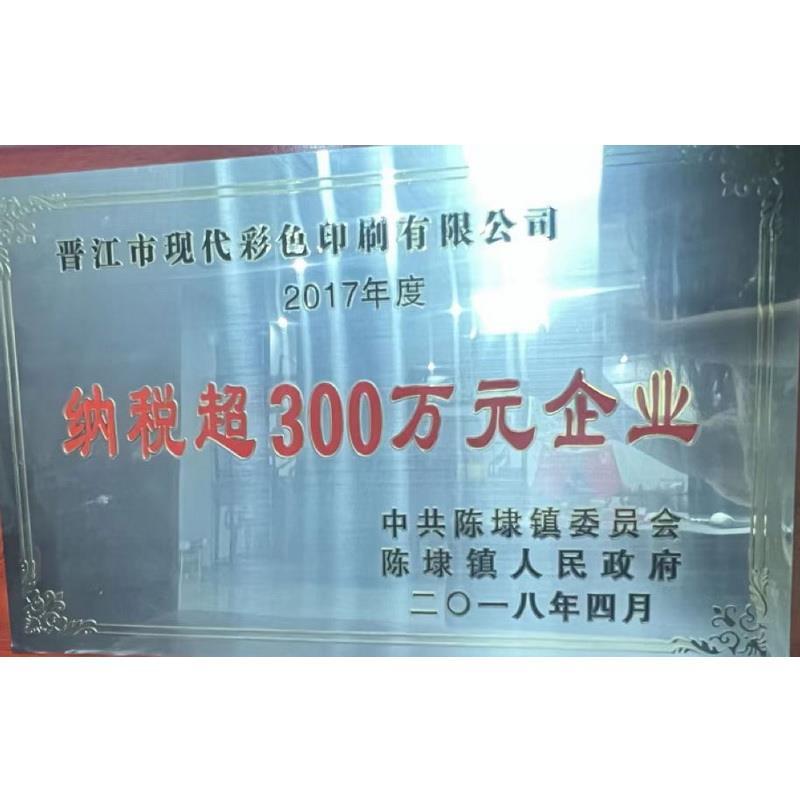 晋江市现代彩色印刷有限公司
2017年度
纳税超300万元企业
中共陈埭镇委员会
陈埭镇人民政府
二〇一八年四月